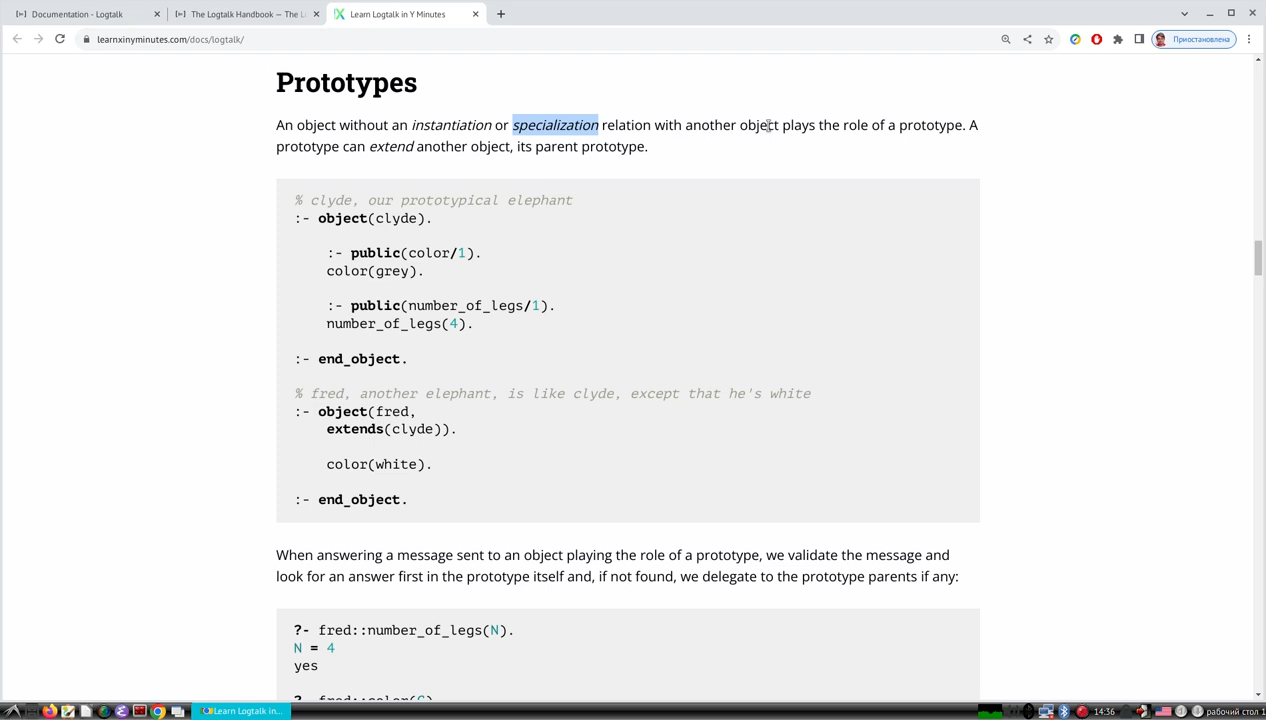 Documentation - Logtalk
The Logtalk Handbook — The Lo
Learn Logtalk in Y Minutes
learnxinyminutes.com/docs/logtalk/
Приостановлена
Prototypes
An object without an instantiation or specialization relation with another object plays the role of a prototype. A
prototype can extend another object, its parent prototype.
% clyde, our prototypical elephant
:- object(clyde).
:- public(color/1).
color(grey).
:- public(number_of_legs/1).
number_of_legs(4).
:- end_object.
% fred, another elephant, is like clyde, except that he's white
:- object(fred,
extends(clyde)).
color(white).
:- end_object.
When answering a message sent to an object playing the role of a prototype, we validate the message and
look for an answer first in the prototype itself and, if not found, we delegate to the prototype parents if any:
?- fred::number_of_legs(N).
N = 4
yes
?- fred::color(C)
Learn Logtalk in...
14:36
рабочий стол 1